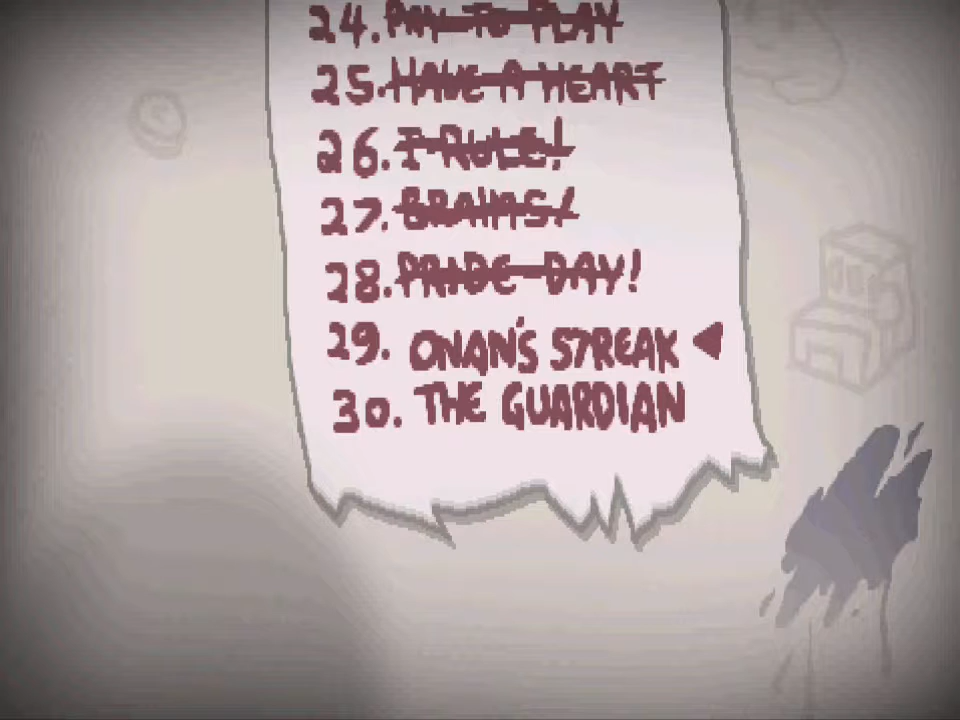 24. PAY TO PLAY
25. HAVE A HEART
26. I RULE!
27. BRAINS!
28. PRIDE DAY!
29. ONAN'S STREAK
30. THE GUARDIAN